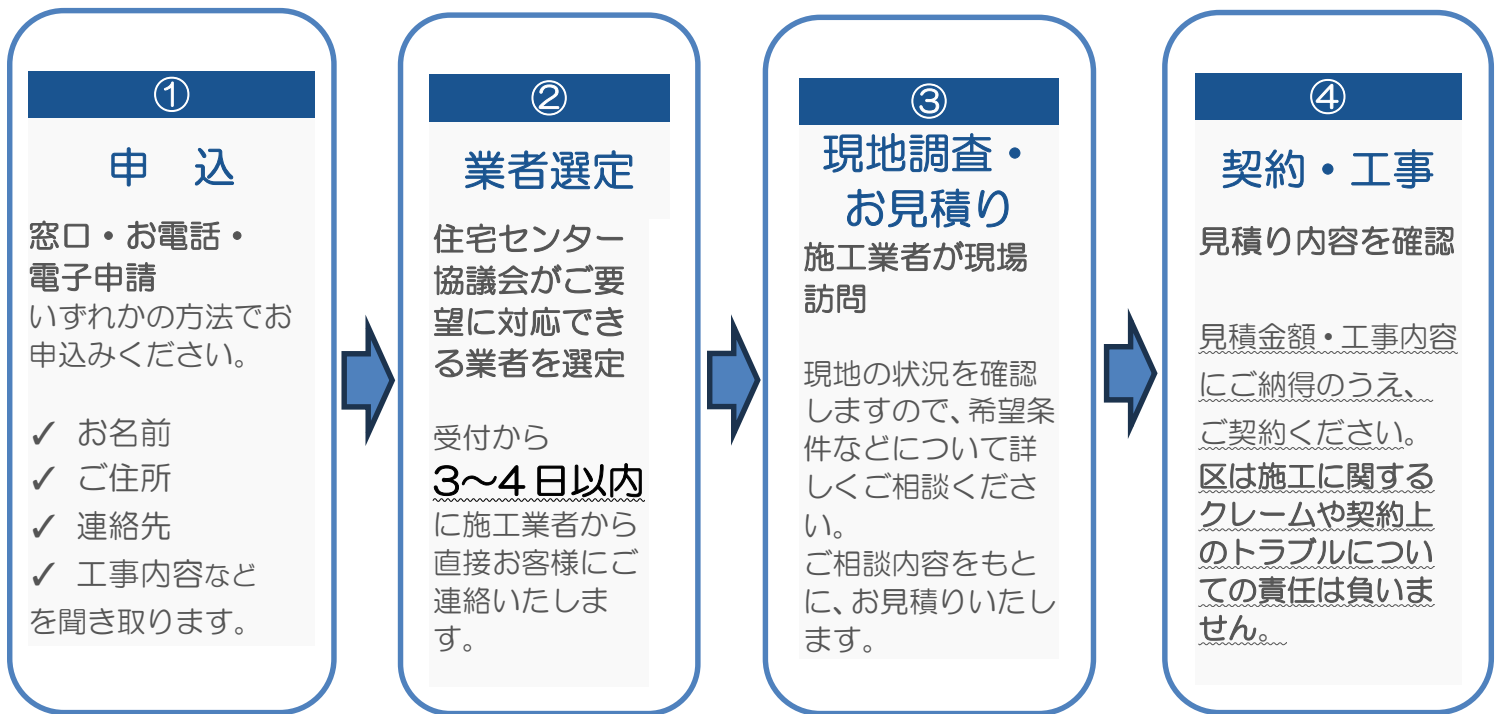 ①
申　込
窓口・お電話・
電子申請
いずれかの方法でお
申込みください。
✓ お名前
✓ ご住所
✓ 連絡先
✓ 工事内容など
を聞き取ります。
②
業者選定
住宅センター
協議会がご要
望に対応でき
る業者を選定
受付から
3～4日以内
に施工業者から
直接お客様にご
連絡いたしま
す。
③
現地調査・
お見積り
施工業者が現場
訪問
現地の状況を確認
しますので、希望条
件などについて詳
しくご相談くださ
い。
ご相談内容をもと
に、お見積りいたし
ます。
④
契約・工事
見積り内容を確認
見積金額・工事内容
にご納得のうえ、
ご契約ください。
区は施工に関する
クレームや契約上
のトラブルについ
ての責任は負いま
せん。